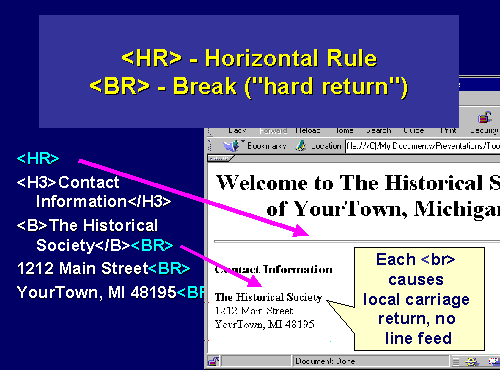 <HR> - Horizontal Rule
<BR> - Break ("hard return")
<HR>
<H3>Contact
Information</H3>
<B>The Historical
Society</B><BR>
1212 Main Street<BR>
YourTown, MI 48195<BR
Back Forward Reload Home Search Guide Print Security
Bookmarks Location: file:///C|/My Documents/Presentations/Tool
Welcome to The Historical S
of YourTown, Michigan
Contact Information
The Historical Society
1212 Main Street
YourTown, MI 48195
Each <br>
causes
local carriage
return, no
line feed
Document: Done